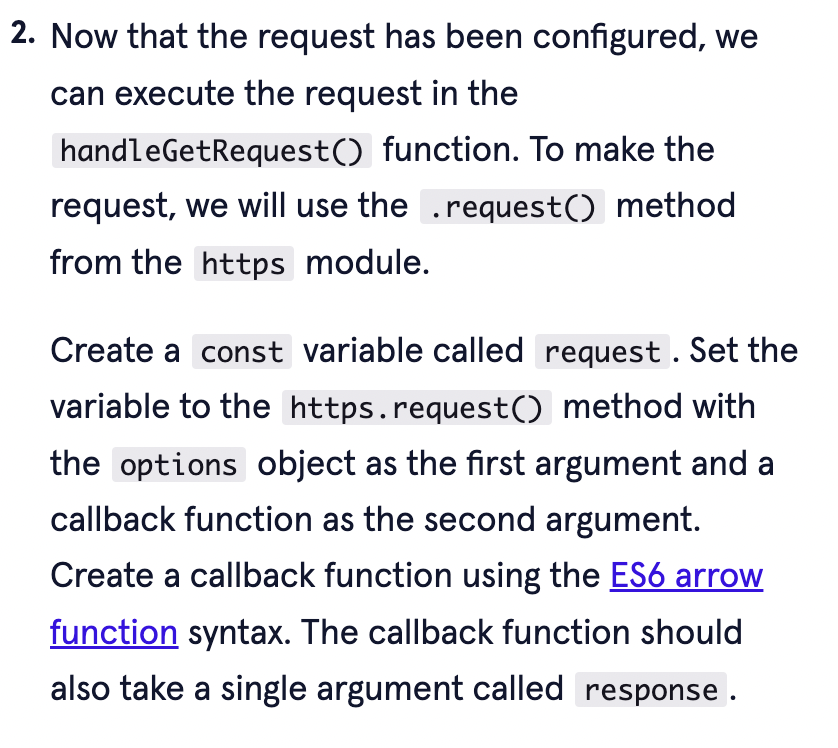 2. Now that the request has been configured, we
can execute the request in the
handleGetRequest() function. To make the
request, we will use the .request() method
from the https module.
Create a const variable called request. Set the
variable to the https.request() method with
the options object as the first argument and a
callback function as the second argument.
Create a callback function using the ES6 arrow
function syntax. The callback function should
also take a single argument called response.